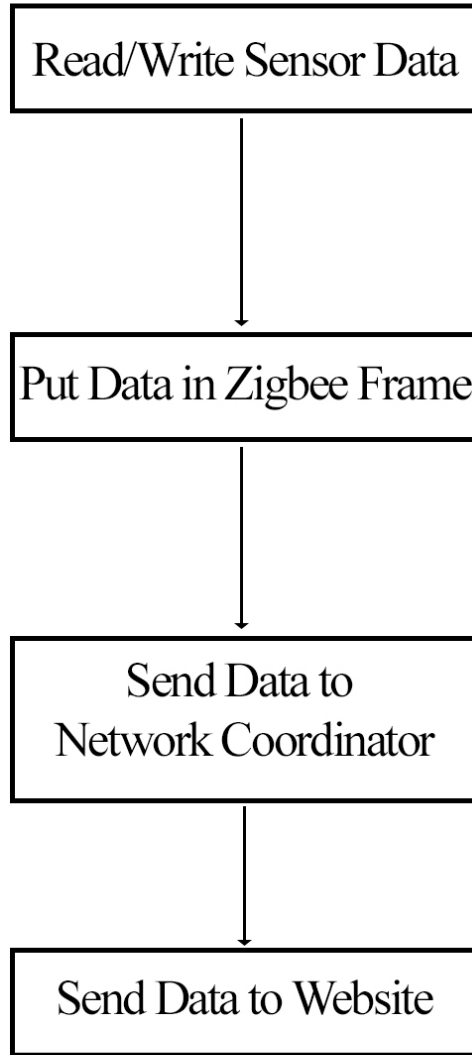 Read/Write Sensor Data
Put Data in Zigbee Frame
Send Data to
Network Coordinator
Send Data to Website